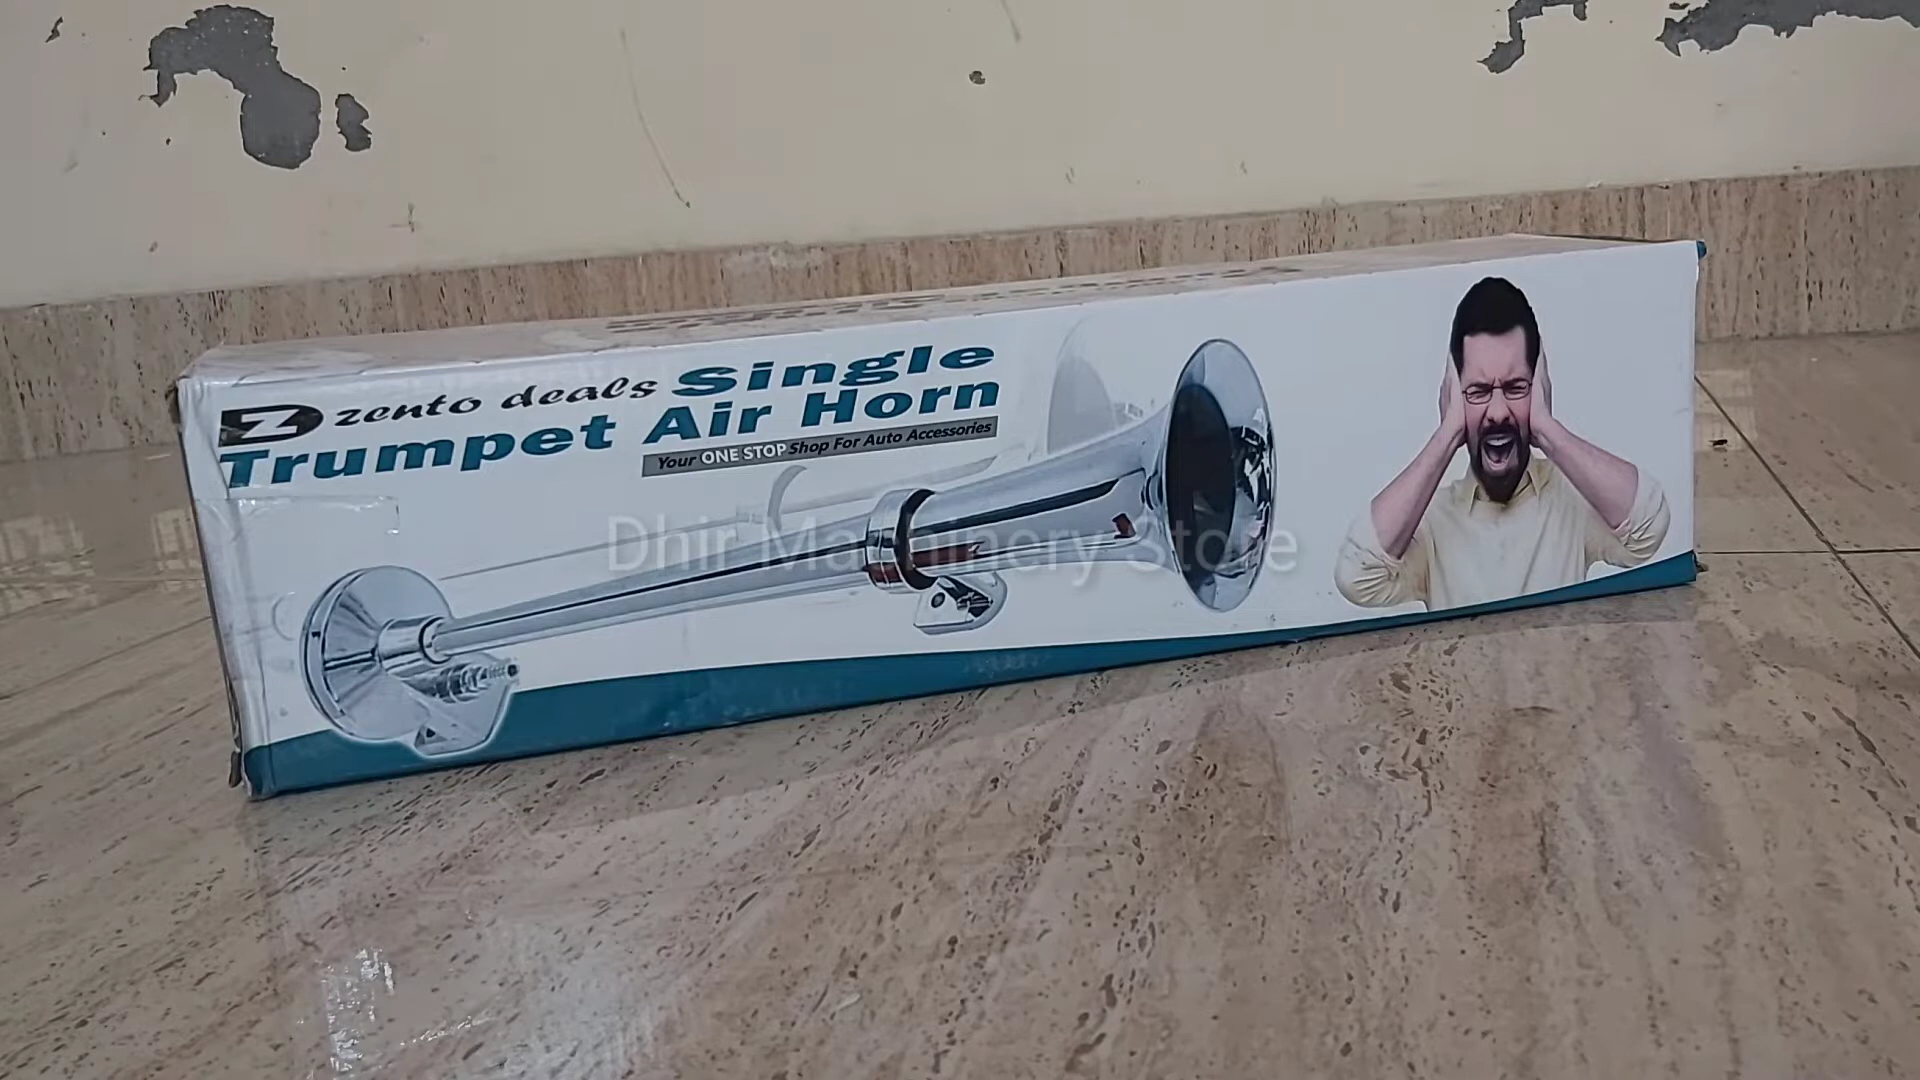 Z zento deals Single
Trumpet Air Horn
Your ONE STOP Shop For Auto Accessories
Dhir Machinery Store